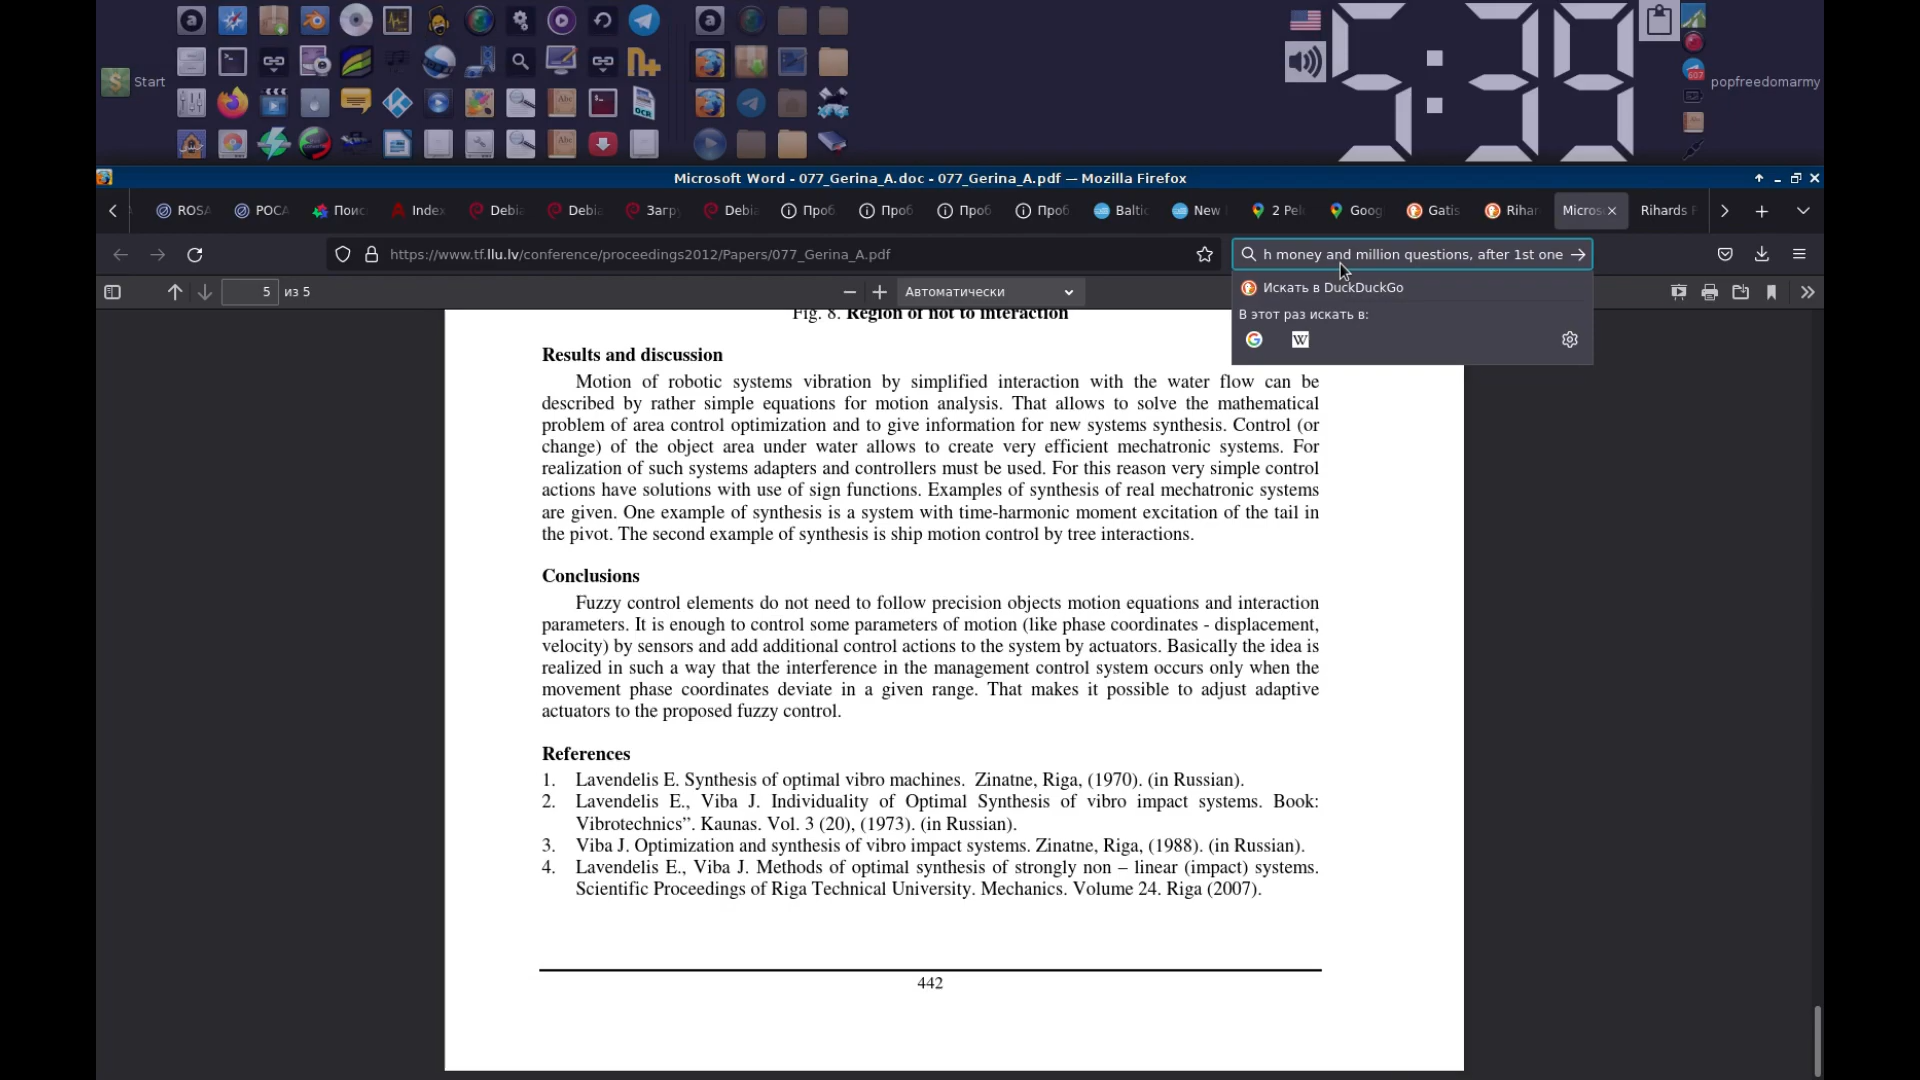 Start
5:39
607
popfreedomarmy
Microsoft Word - 077_Gerina_A.doc - 077_Gerina_A.pdf — Mozilla Firefox
ROSA
РОСА
Поис
Index
Debia
Debi
Загр
Debia
Проб
Проб
Проб
Проб
Baltic
New
2 Рек
Goog
Gatis
Rihar
Micros
Rihards F
https://www.tf.llu.lv/conference/proceedings2012/Papers/077_Gerina_A.pdf
h money and million questions, after 1st one
5 из 5
Автоматически
Искать в DuckDuckGo
В этот раз искать в:
Fig. 8. Region of not to interaction
Results and discussion
Motion of robotic systems vibration by simplified interaction with the water flow can be
described by rather simple equations for motion analysis. That allows to solve the mathematical
problem of area control optimization and to give information for new systems synthesis. Control (or
change) of the object area under water allows to create very efficient mechatronic systems. For
realization of such systems adapters and controllers must be used. For this reason very simple control
actions have solutions with use of sign functions. Examples of synthesis of real mechatronic systems
are given. One example of synthesis is a system with time-harmonic moment excitation of the tail in
the pivot. The second example of synthesis is ship motion control by tree interactions.
Conclusions
Fuzzy control elements do not need to follow precision objects motion equations and interaction
parameters. It is enough to control some parameters of motion (like phase coordinates - displacement,
velocity) by sensors and add additional control actions to the system by actuators. Basically the idea is
realized in such a way that the interference in the management control system occurs only when the
movement phase coordinates deviate in a given range. That makes it possible to adjust adaptive
actuators to the proposed fuzzy control.
References
1. Lavendelis E. Synthesis of optimal vibro machines. Zinatne, Riga, (1970). (in Russian).
2. Lavendelis E., Viba J. Individuality of Optimal Synthesis of vibro impact systems. Book:
Vibrotechnics”. Kaunas. Vol. 3 (20), (1973). (in Russian).
3. Viba J. Optimization and synthesis of vibro impact systems. Zinatne, Riga, (1988). (in Russian).
4. Lavendelis E., Viba J. Methods of optimal synthesis of strongly non – linear (impact) systems.
Scientific Proceedings of Riga Technical University. Mechanics. Volume 24. Riga (2007).
442